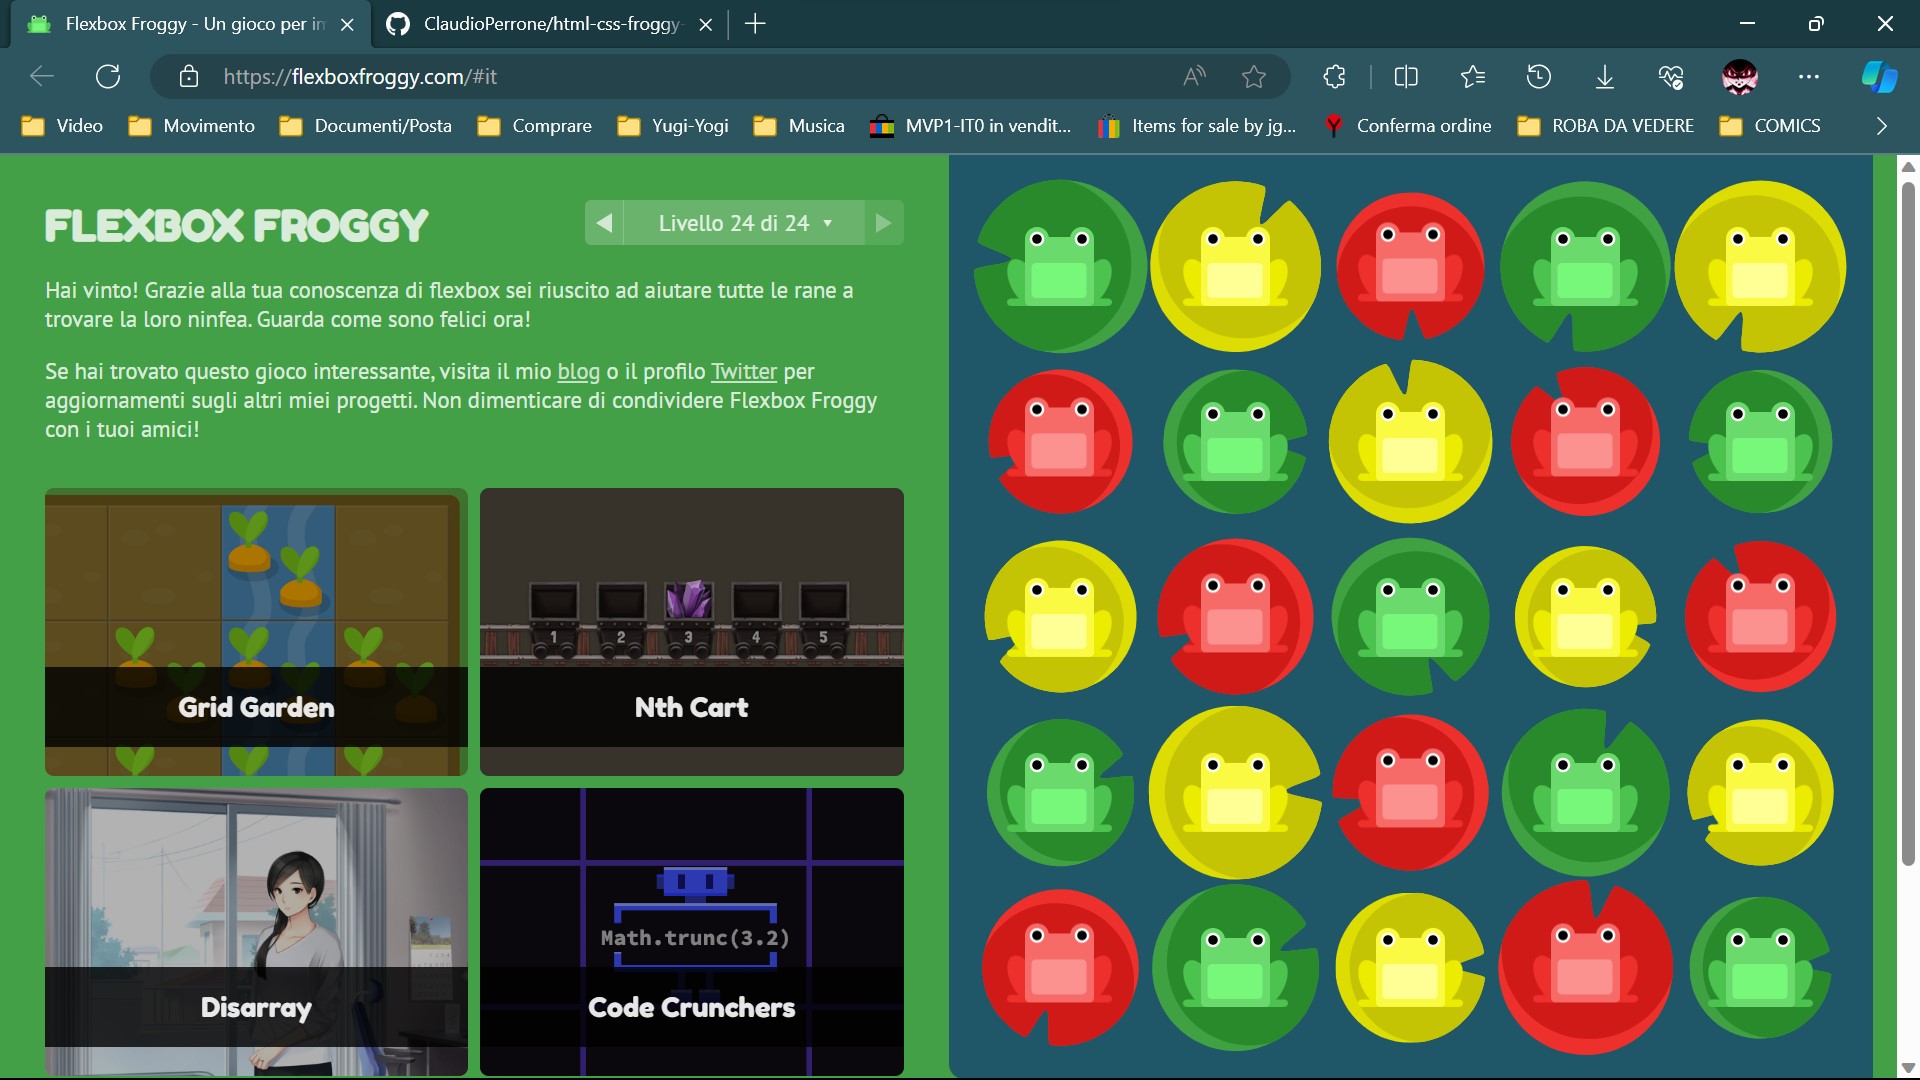 Flexbox Froggy - Un gioco per
ClaudioPerrone/html-css-froggy-
https://flexboxfroggy.com/#it
Video
Movimento
Documenti/Posta
Comprare
Yugi-Yogi
Musica
MVP1-IT0 in vendit...
Items for sale by jg...
Conferma ordine
ROBA DA VEDERE
COMICS
FLEXBOX FROGGY
Livello 24 di 24
Hai vinto! Grazie alla tua conoscenza di flexbox sei riuscito ad aiutare tutte le rane a
trovare la loro ninfea. Guarda come sono felici ora!
Se hai trovato questo gioco interessante, visita il mio blog o il profilo Twitter per
aggiornamenti sugli altri miei progetti. Non dimenticare di condividere Flexbox Froggy
con i tuoi amici!
1 2 3 4 5
Grid Garden
Nth Cart
Math.trunc(3.2)
Disarray
Code Crunchers